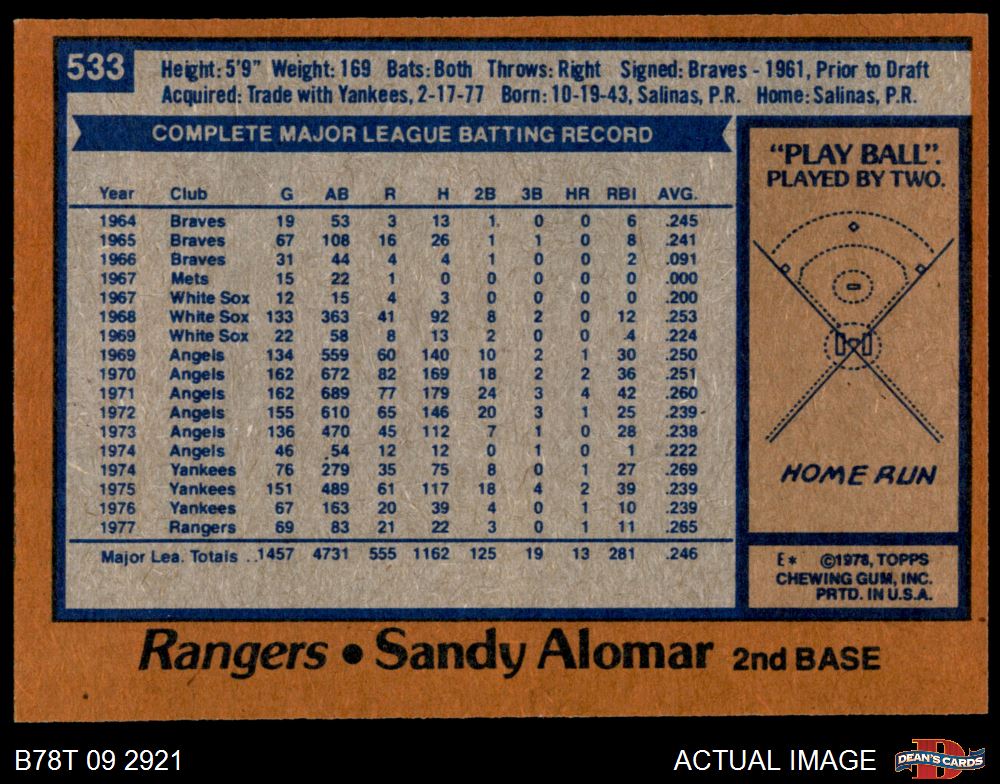 533
Height: 5'9" Weight: 169 Bats: Both Throws: Right Signed: Braves - 1961, Prior to Draft
Acquired: Trade with Yankees, 2-17-77 Born: 10-19-43, Salinas, P.R. Home: Salinas, P.R.
COMPLETE MAJOR LEAGUE BATTING RECORD
Year Club G AB R H 2B 3B HR RBI AVG.
1964 Braves 19 53 3 13 1 0 0 6 .245
1965 Braves 67 108 16 26 1 1 0 8 .241
1966 Braves 31 44 4 4 1 0 0 2 .091
1967 Mets 15 22 1 0 0 0 0 0 .000
1967 White Sox 12 15 4 3 0 0 0 0 .200
1968 White Sox 133 363 41 92 8 2 0 12 .253
1969 White Sox 22 58 8 13 2 0 0 4 .224
1969 Angels 134 559 60 140 10 2 1 30 .250
1970 Angels 162 672 82 169 18 2 2 36 .251
1971 Angels 162 689 77 179 24 3 4 42 .260
1972 Angels 155 610 65 146 20 3 1 25 .239
1973 Angels 136 470 45 112 7 1 0 28 .238
1974 Angels 46 54 12 12 0 1 0 1 .222
1974 Yankees 76 279 35 75 8 0 1 27 .269
1975 Yankees 151 489 61 117 18 4 2 39 .239
1976 Yankees 67 163 20 39 4 0 1 10 .239
1977 Rangers 69 83 21 22 3 0 1 11 .265
Major Lea. Totals ..1457 4731 555 1162 125 19 13 281 .246
"PLAY BALL".
PLAYED BY TWO.
HOME RUN
E* ©1978, TOPPS
CHEWING GUM, INC.
PRTD. IN U.S.A.
Rangers • Sandy Alomar 2nd BASE
B78T 09 2921
ACTUAL IMAGE
DEAN'S CARDS